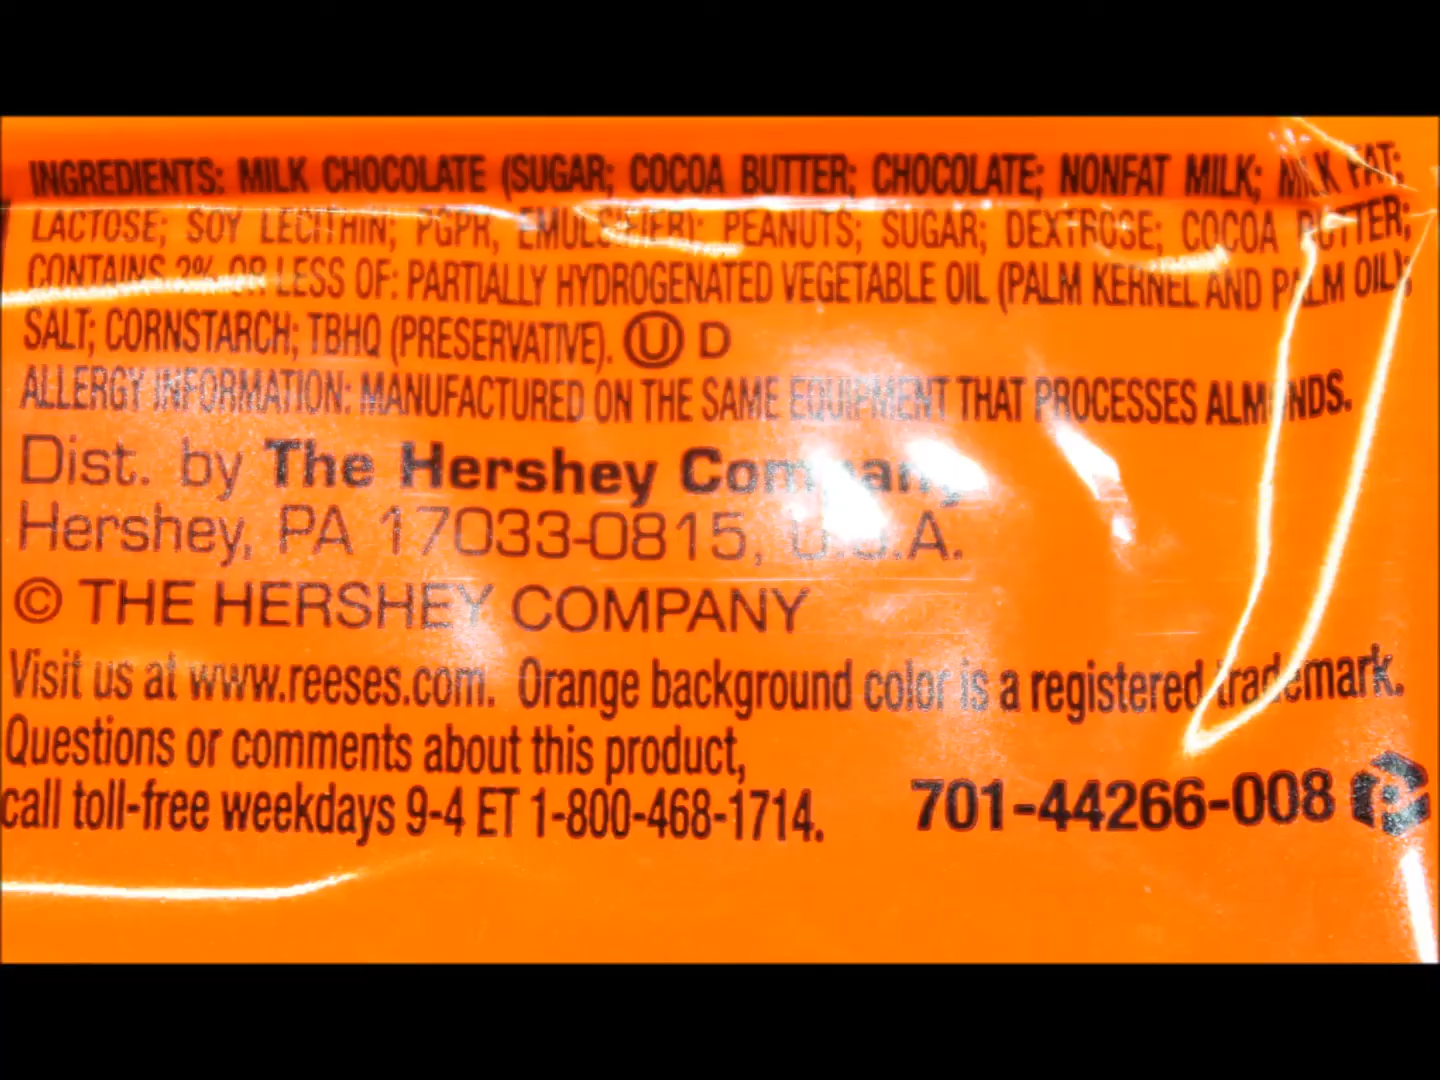 INGREDIENTS: MILK CHOCOLATE (SUGAR; COCOA BUTTER; CHOCOLATE; NONFAT MILK; MILK FAT;
LACTOSE; SOY LECITHIN; PGPR, EMULSIFIER); PEANUTS; SUGAR; DEXTROSE; COCOA BUTTER;
CONTAINS 2% OR LESS OF: PARTIALLY HYDROGENATED VEGETABLE OIL (PALM KERNEL AND PALM OIL);
SALT; CORNSTARCH; TBHQ (PRESERVATIVE). Ⓤ D
ALLERGY INFORMATION: MANUFACTURED ON THE SAME EQUIPMENT THAT PROCESSES ALMONDS.
Dist. by The Hershey Company
Hershey, PA 17033-0815, U.S.A.
© THE HERSHEY COMPANY
Visit us at www.reeses.com. Orange background color is a registered trademark.
Questions or comments about this product,
call toll-free weekdays 9-4 ET 1-800-468-1714.
701-44266-008